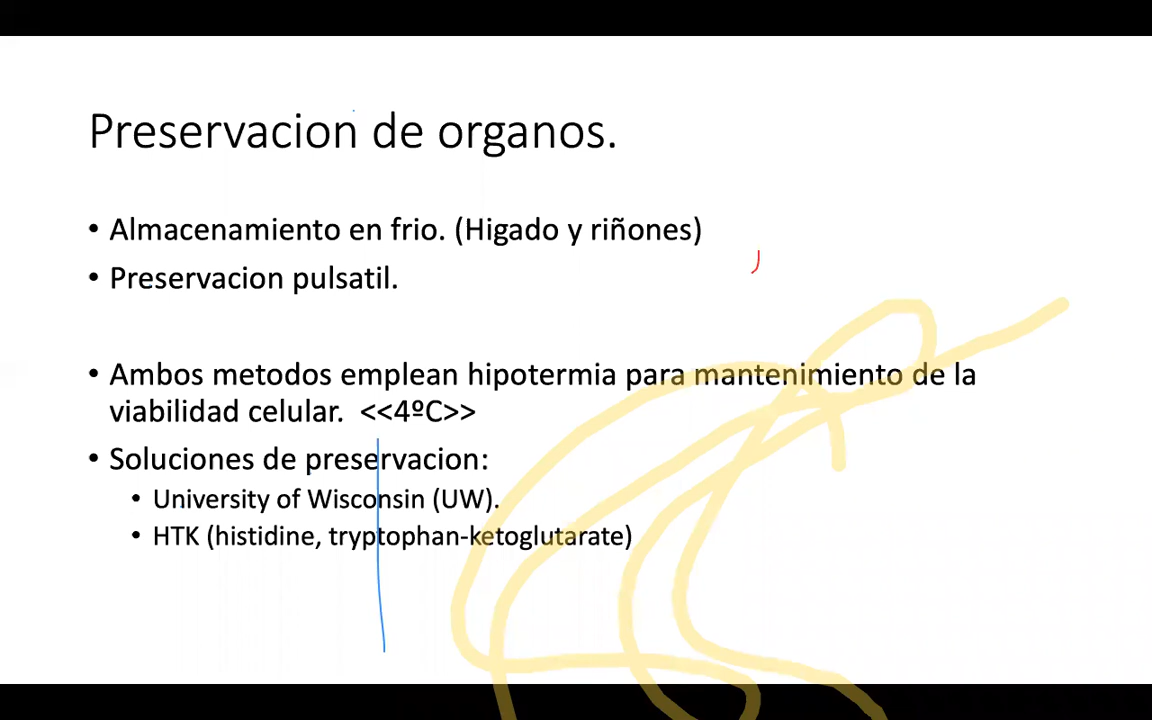 Preservacion de organos.
• Almacenamiento en frio. (Higado y riñones)
• Preservacion pulsatil.
• Ambos metodos emplean hipotermia para mantenimiento de la
viabilidad celular. <<4ºC>>
• Soluciones de preservacion:
• University of Wisconsin (UW).
• HTK (histidine, tryptophan-ketoglutarate)